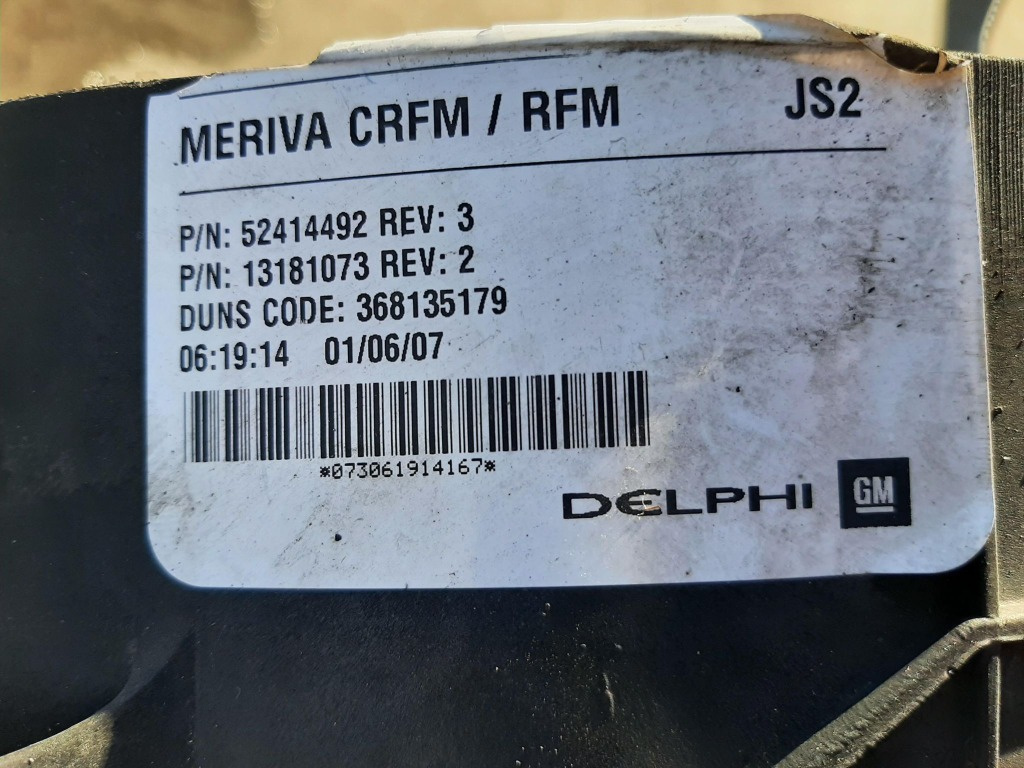 MERIVA CRFM / RFM JS2
P/N: 52414492 REV: 3
P/N: 13181073 REV: 2
DUNS CODE: 368135179
06:19:14 01/06/07
*073061914167*
DELPHI GM